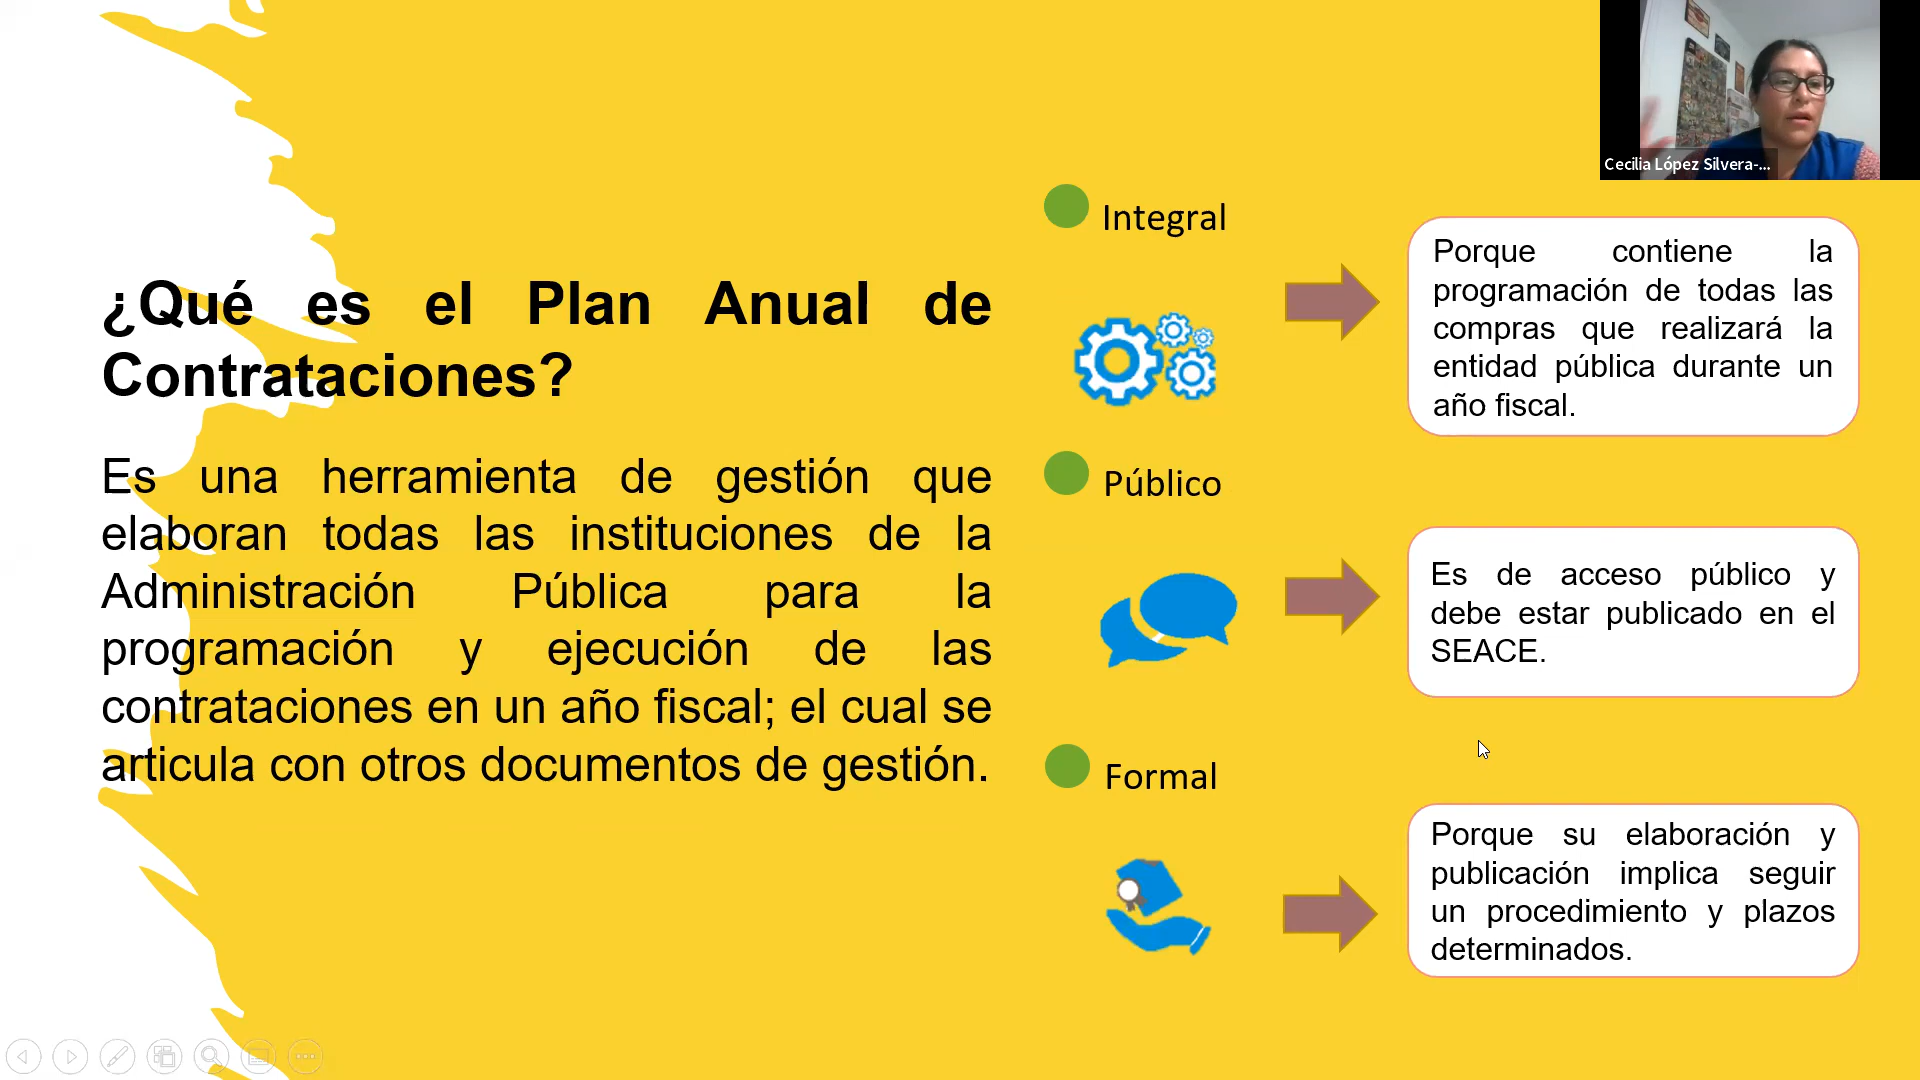 ¿Qué es el Plan Anual de
Contrataciones?
Es una herramienta de gestión que
elaboran todas las instituciones de la
Administración Pública para la
programación y ejecución de las
contrataciones en un año fiscal; el cual se
articula con otros documentos de gestión.
Integral
Porque contiene la
programación de todas las
compras que realizará la
entidad pública durante un
año fiscal.
Público
Es de acceso público y
debe estar publicado en el
SEACE.
Formal
Porque su elaboración y
publicación implica seguir
un procedimiento y plazos
determinados.
Cecilia López Silvera-...